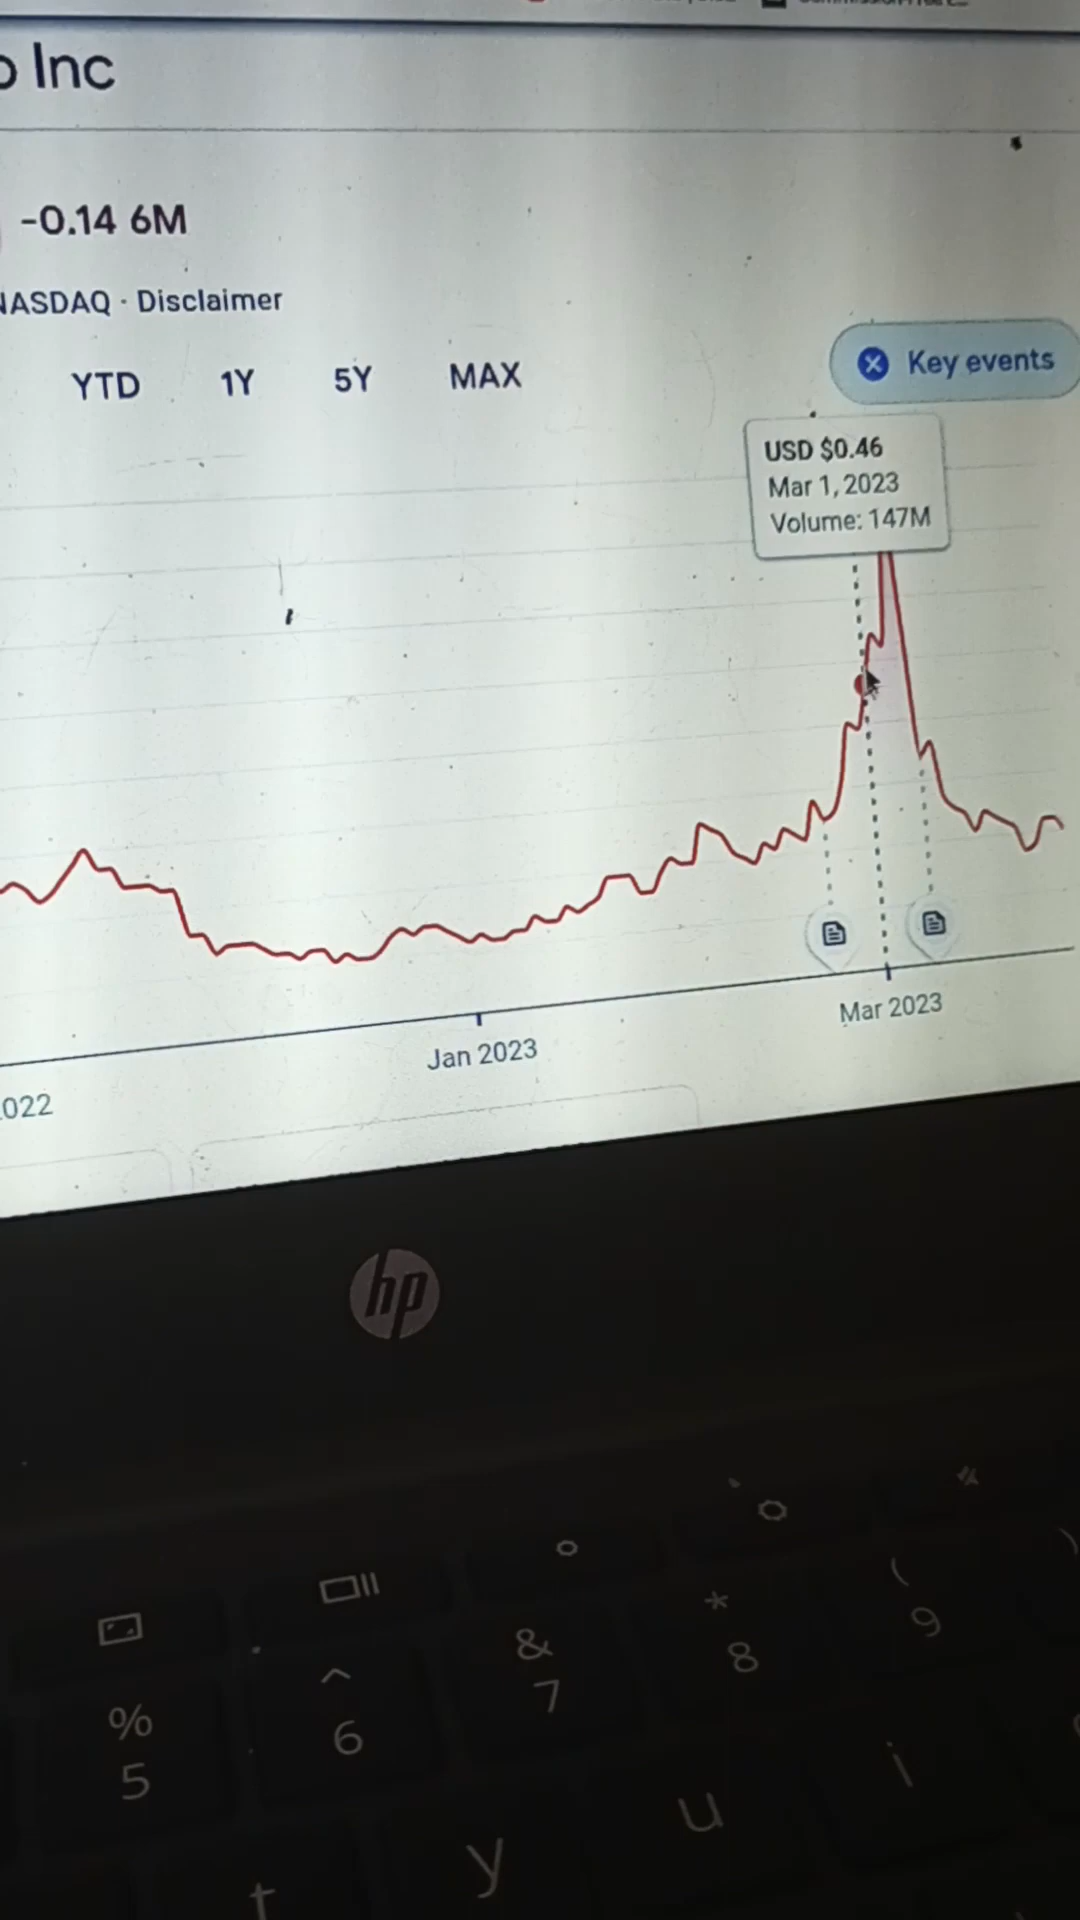 Inc
-0.14 6M
NASDAQ · Disclaimer
YTD 1Y 5Y MAX
Key events
USD $0.46
Mar 1, 2023
Volume: 147M
Jan 2023
Mar 2023
hp
% ^ & * (
5 6 7 8 9
t y u i